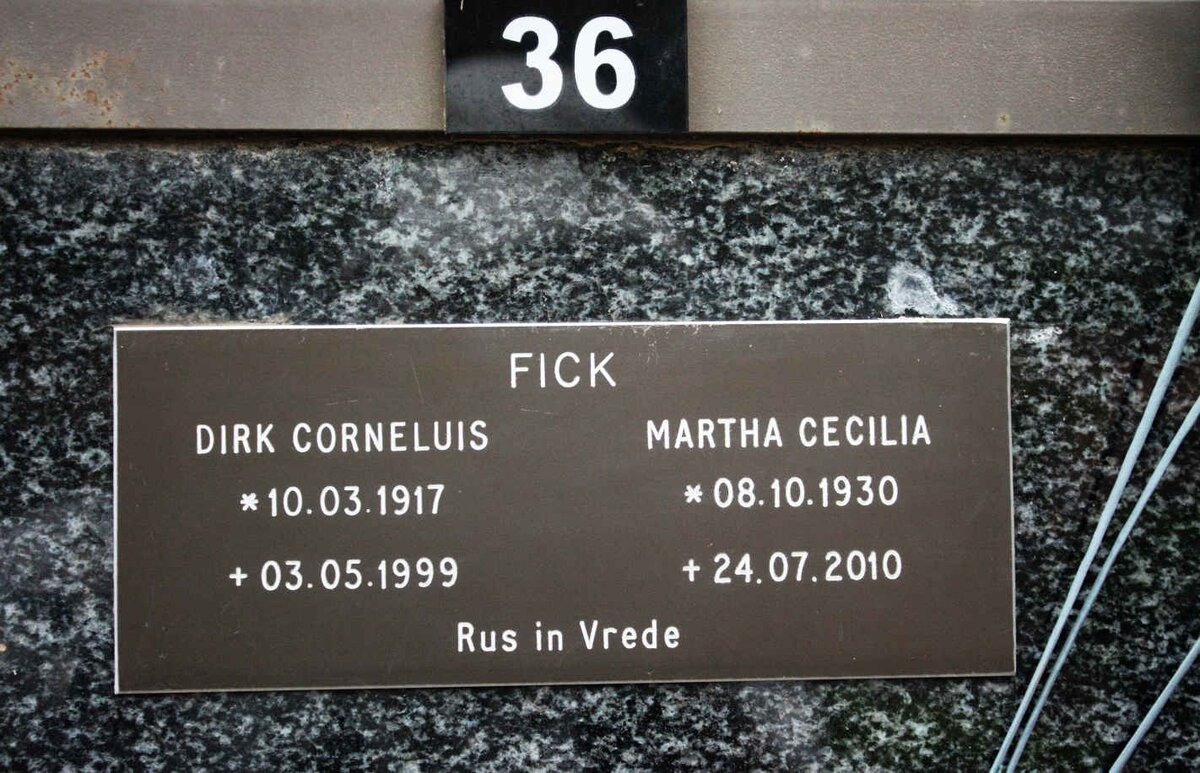 36
FICK
DIRK CORNELUIS MARTHA CECILIA
*10.03.1917 *08.10.1930
+ 03.05.1999 + 24.07.2010
Rus in Vrede